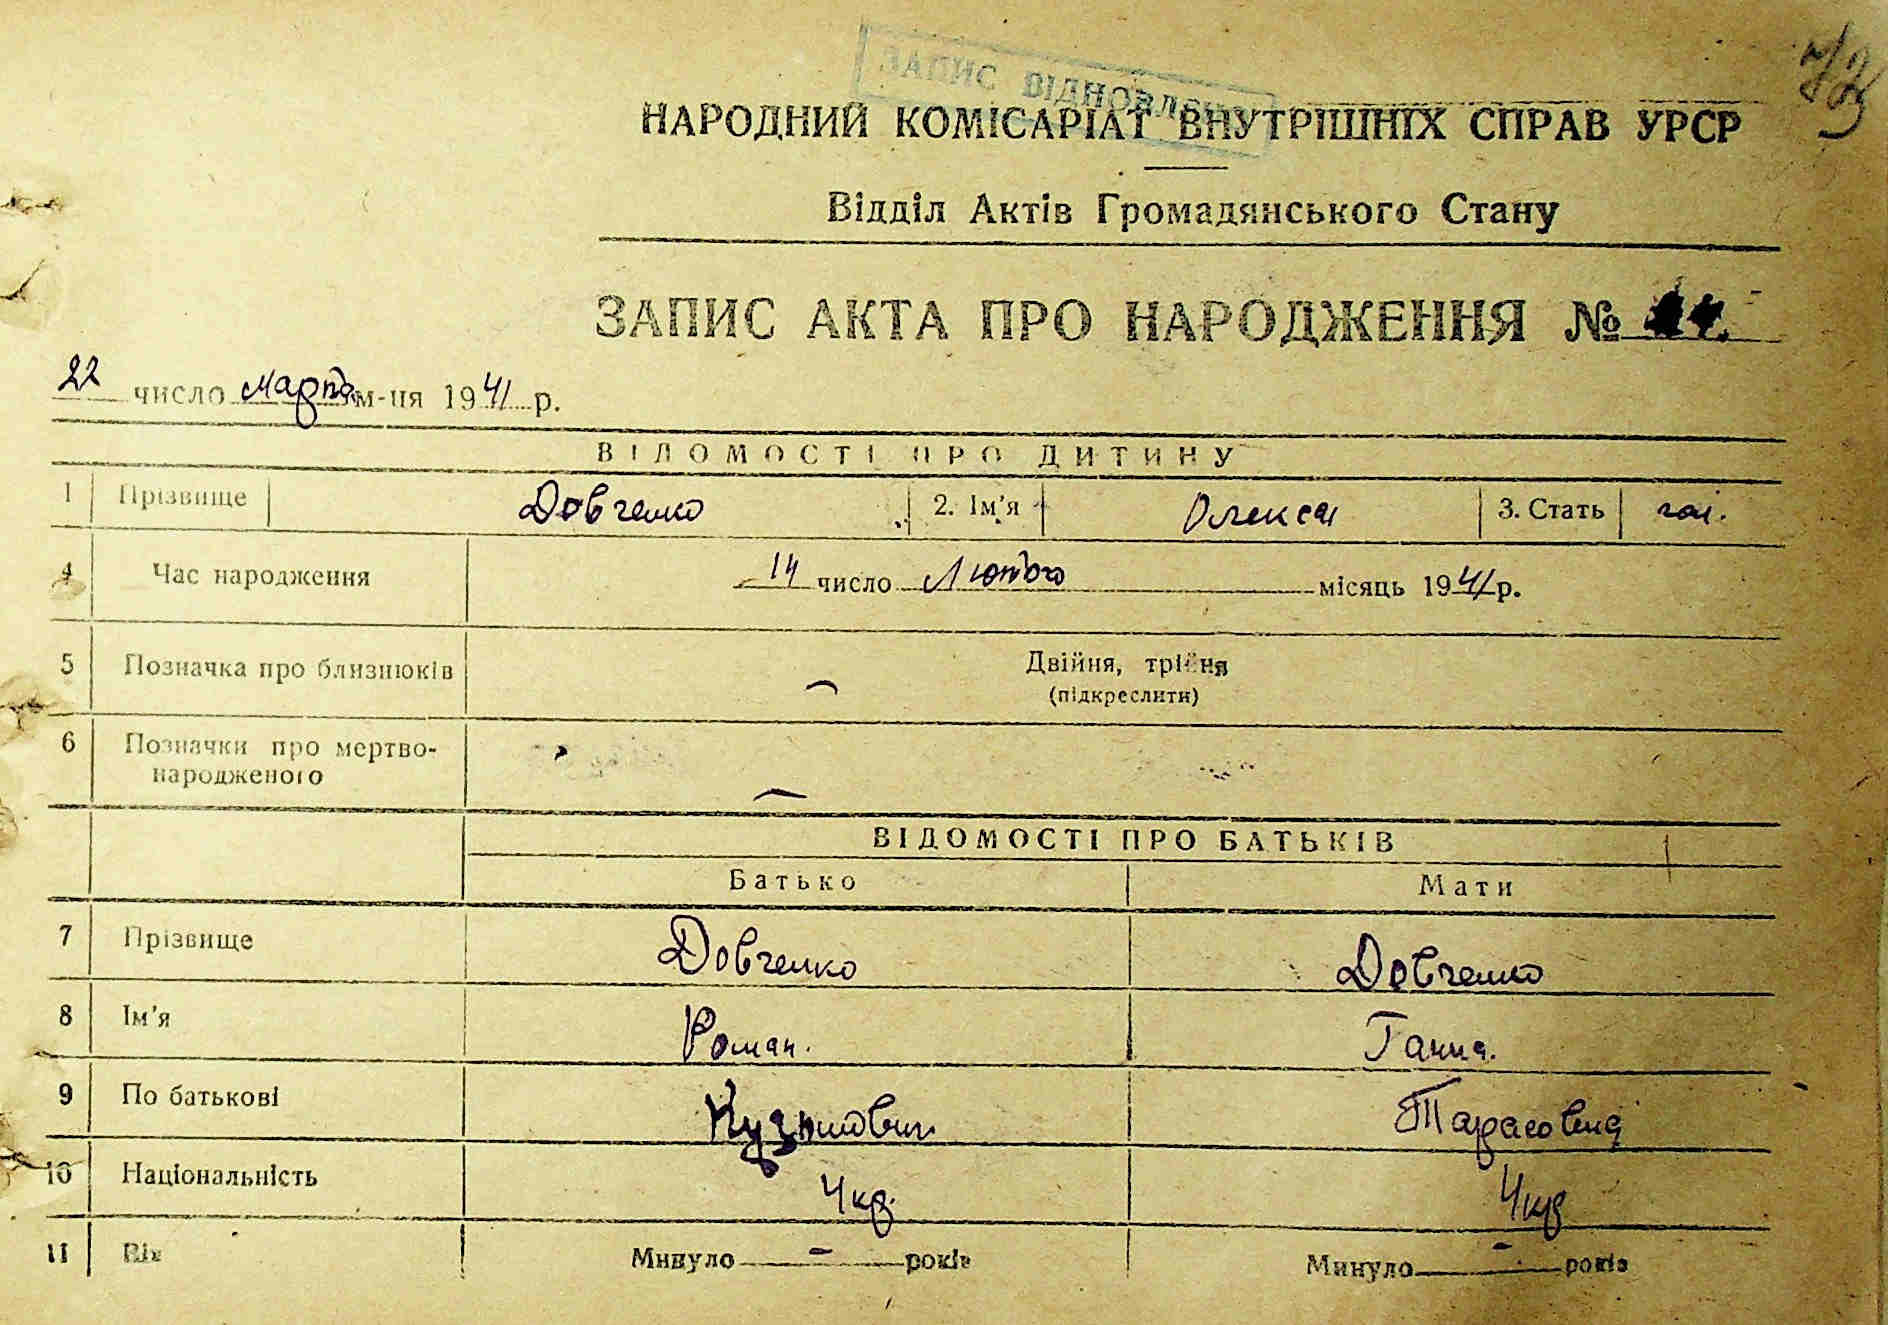 ЗАПИС ВІДНОВЛЕНО
НАРОДНИЙ КОМІСАРІАТ ВНУТРІШНІХ СПРАВ УРСР
Відділ Актів Громадянського Стану
ЗАПИС АКТА ПРО НАРОДЖЕННЯ №
22 число марта м-ця 1941 р.
ВІДОМОСТІ ПРО ДИТИНУ
1 Прізвище Довченко 2. Ім'я Олексій 3. Стать чол.
4 Час народження 14 число Лютого місяць 1941 р.
5 Позначка про близнюків Двійня, трійня
(підкреслити)
6 Позначки про мертво-
народженого
ВІДОМОСТІ ПРО БАТЬКІВ
Батько Мати
7 Прізвище Довченко Довченко
8 Ім'я Роман. Ганна.
9 По батькові Кузьмович Тарасовна
10 Національність Укр. Укр
11 Вік Минуло - років Минуло - років